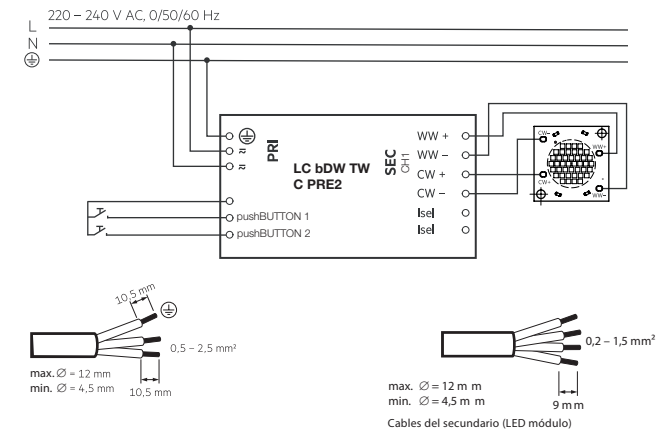 220 – 240 V AC, 0/50/60 Hz
L
N
PRI
LC bDW TW
C PRE2
SEC
CH1
WW +
WW –
CW +
CW –
Isel
Isel
pushBUTTON 1
pushBUTTON 2
CW–
WW+
CW+
WW–
10,5 mm
0,5 – 2,5 mm²
max. Ø = 12 mm
min. Ø = 4,5 mm
10,5 mm
0,2 – 1,5 mm²
max. Ø = 12 m m
min. Ø = 4,5 m m
9 mm
Cables del secundario (LED módulo)